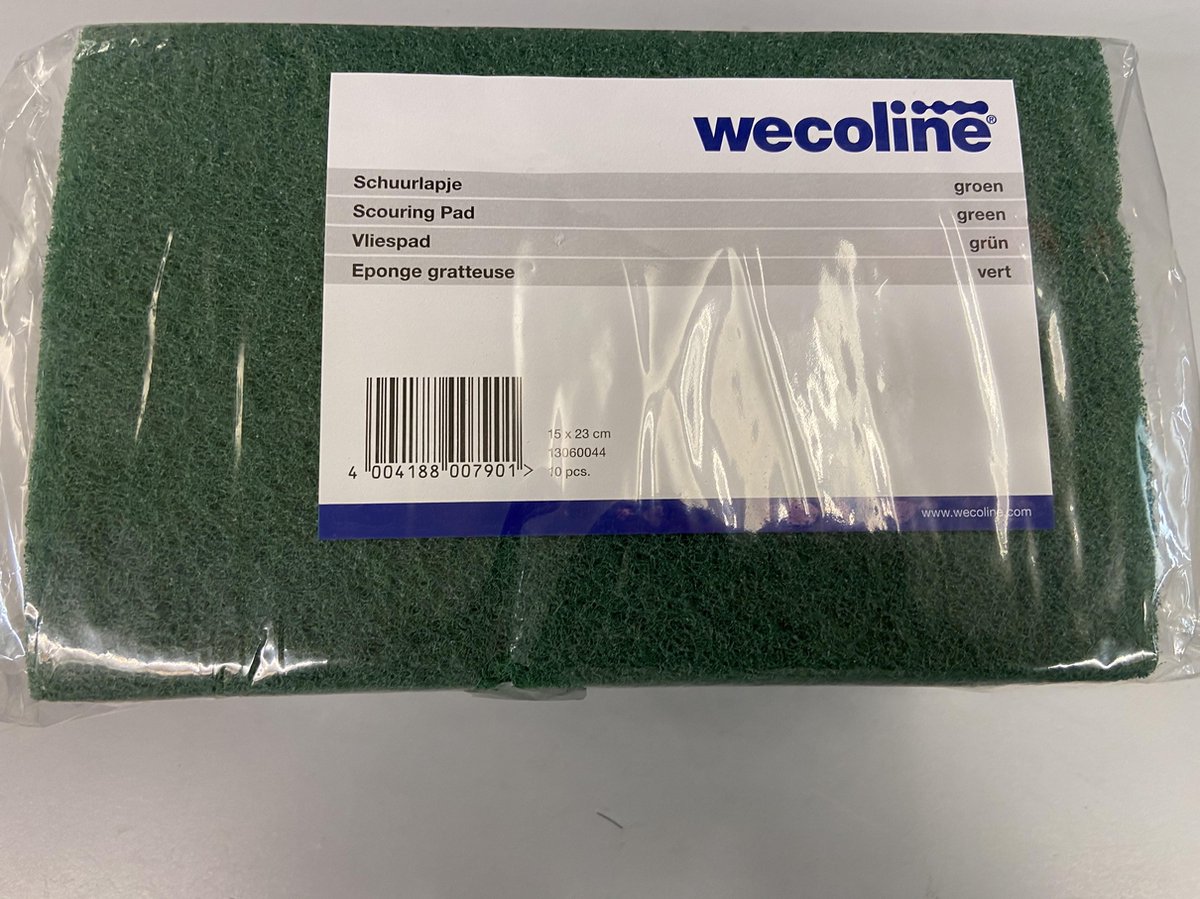 wecoline®
Schuurlapje groen
Scouring Pad green
Vliespad grün
Eponge gratteuse vert
15 x 23 cm
13060044
10 pcs.
4 004188 007901 >
www.wecoline.com